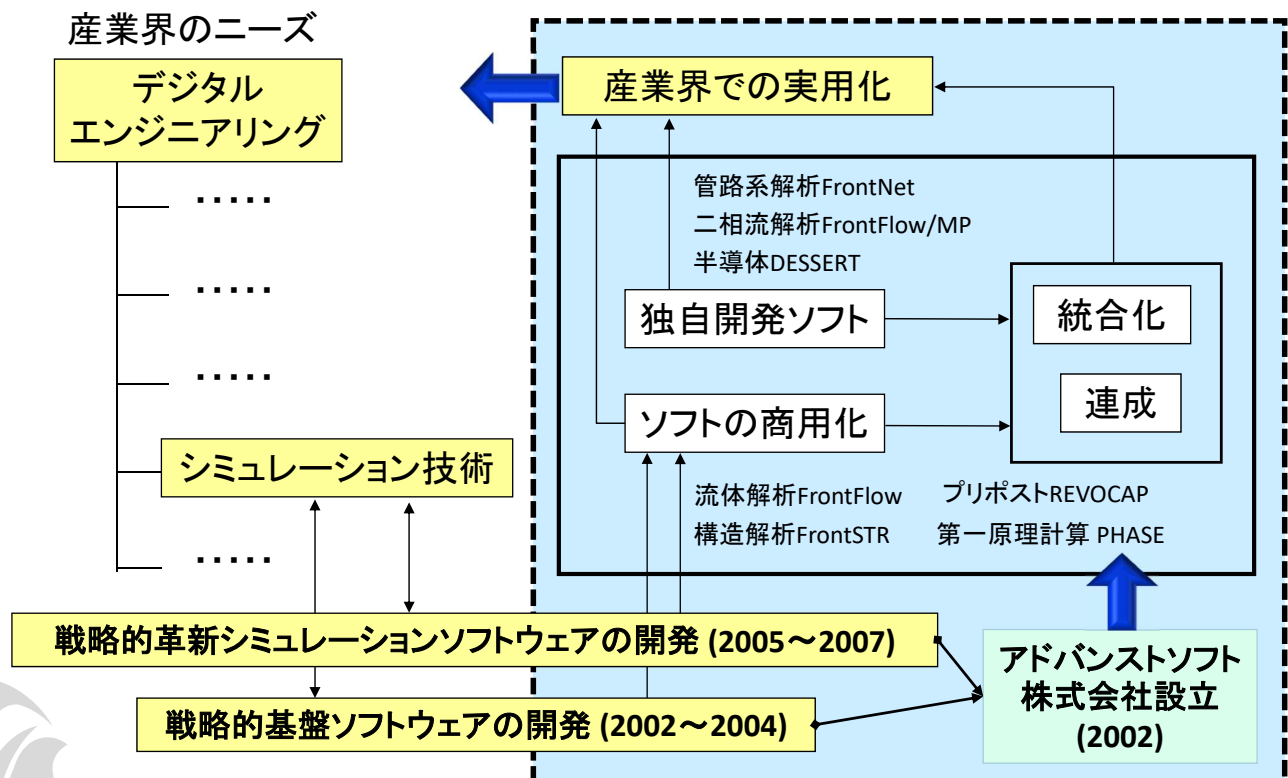 産業界のニーズ
デジタル
エンジニアリング
・・・・・
・・・・・
・・・・・
シミュレーション技術
・・・・・
産業界での実用化
管路系解析FrontNet
二相流解析FrontFlow/MP
半導体DESSERT
独自開発ソフト
統合化
連成
ソフトの商用化
流体解析FrontFlow
プリポストREVOCAP
構造解析FrontSTR
第一原理計算 PHASE
戦略的革新シミュレーションソフトウェアの開発 (2005～2007)
戦略的基盤ソフトウェアの開発 (2002～2004)
アドバンストソフト
株式会社設立
(2002)